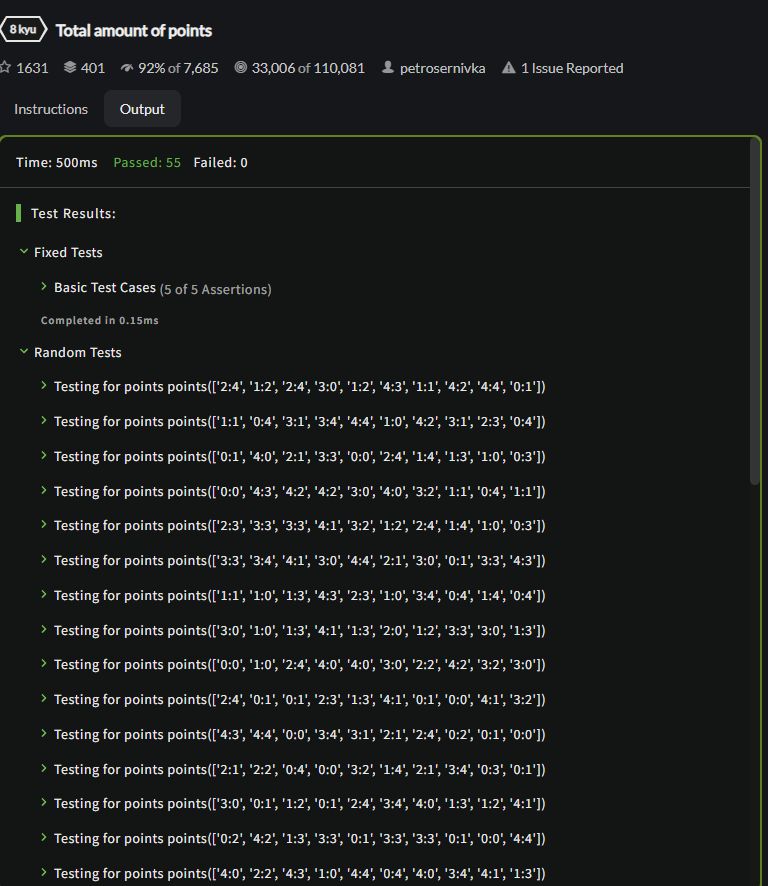 8 kyu Total amount of points
1631 401 92% of 7,685 33,006 of 110,081 petrosernivka 1 Issue Reported
Instructions Output
Time: 500ms Passed: 55 Failed: 0
Test Results:
Fixed Tests
Basic Test Cases (5 of 5 Assertions)
Completed in 0.15ms
Random Tests
Testing for points points(['2:4', '1:2', '2:4', '3:0', '1:2', '4:3', '1:1', '4:2', '4:4', '0:1'])
Testing for points points(['1:1', '0:4', '3:1', '3:4', '4:4', '1:0', '4:2', '3:1', '2:3', '0:4'])
Testing for points points(['0:1', '4:0', '2:1', '3:3', '0:0', '2:4', '1:4', '1:3', '1:0', '0:3'])
Testing for points points(['0:0', '4:3', '4:2', '4:2', '3:0', '4:0', '3:2', '1:1', '0:4', '1:1'])
Testing for points points(['2:3', '3:3', '3:3', '4:1', '3:2', '1:2', '2:4', '1:4', '1:0', '0:3'])
Testing for points points(['3:3', '3:4', '4:1', '3:0', '4:4', '2:1', '3:0', '0:1', '3:3', '4:3'])
Testing for points points(['1:1', '1:0', '1:3', '4:3', '2:3', '1:0', '3:4', '0:4', '1:4', '0:4'])
Testing for points points(['3:0', '1:0', '1:3', '4:1', '1:3', '2:0', '1:2', '3:3', '3:0', '1:3'])
Testing for points points(['0:0', '1:0', '2:4', '4:0', '4:0', '3:0', '2:2', '4:2', '3:2', '3:0'])
Testing for points points(['2:4', '0:1', '0:1', '2:3', '1:3', '4:1', '0:1', '0:0', '4:1', '3:2'])
Testing for points points(['4:3', '4:4', '0:0', '3:4', '3:1', '2:1', '2:4', '0:2', '0:1', '0:0'])
Testing for points points(['2:1', '2:2', '0:4', '0:0', '3:2', '1:4', '2:1', '3:4', '0:3', '0:1'])
Testing for points points(['3:0', '0:1', '1:2', '0:1', '2:4', '3:4', '4:0', '1:3', '1:2', '4:1'])
Testing for points points(['0:2', '4:2', '1:3', '3:3', '0:1', '3:3', '3:3', '0:1', '0:0', '4:4'])
Testing for points points(['4:0', '2:2', '4:3', '1:0', '4:4', '0:4', '4:0', '3:4', '4:1', '1:3'])